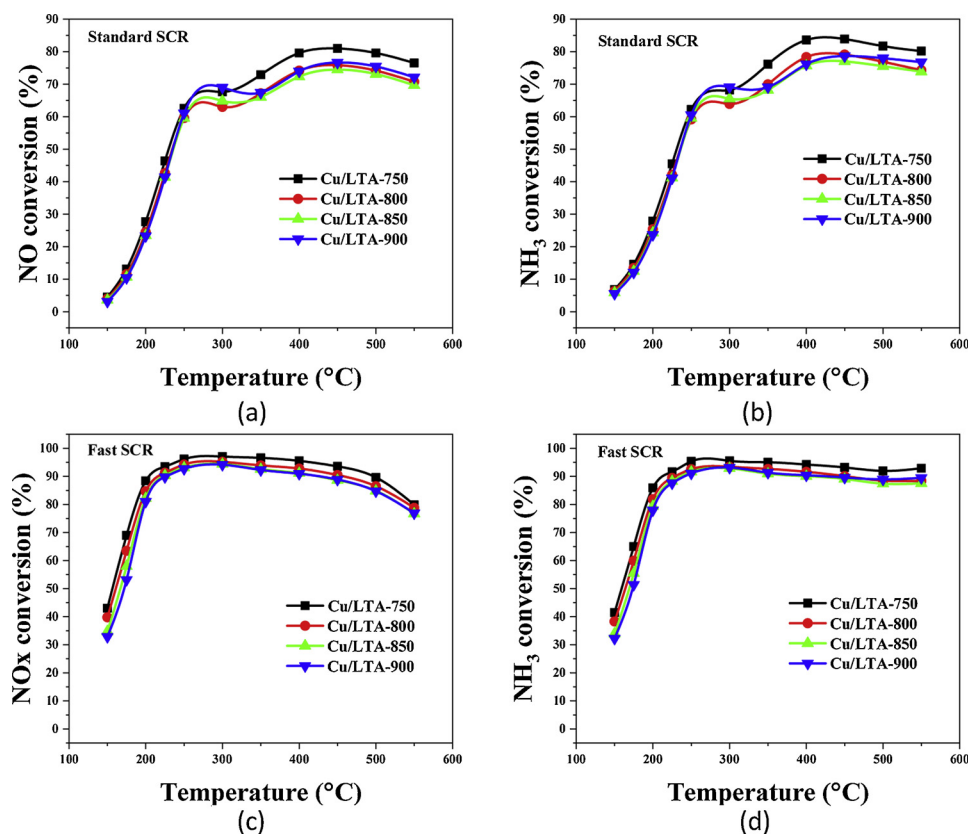 Standard SCR
NO conversion (%)
90
80
70
60
50
40
30
20
10
0
Cu/LTA-750
Cu/LTA-800
Cu/LTA-850
Cu/LTA-900
100 200 300 400 500 600
Temperature (°C)
(a)
Standard SCR
NH₃ conversion (%)
90
80
70
60
50
40
30
20
10
0
Cu/LTA-750
Cu/LTA-800
Cu/LTA-850
Cu/LTA-900
100 200 300 400 500 600
Temperature (°C)
(b)
Fast SCR
NOx conversion (%)
100
90
80
70
60
50
40
30
20
10
0
Cu/LTA-750
Cu/LTA-800
Cu/LTA-850
Cu/LTA-900
100 200 300 400 500 600
Temperature (°C)
(c)
Fast SCR
NH₃ conversion (%)
100
90
80
70
60
50
40
30
20
10
0
Cu/LTA-750
Cu/LTA-800
Cu/LTA-850
Cu/LTA-900
100 200 300 400 500 600
Temperature (°C)
(d)